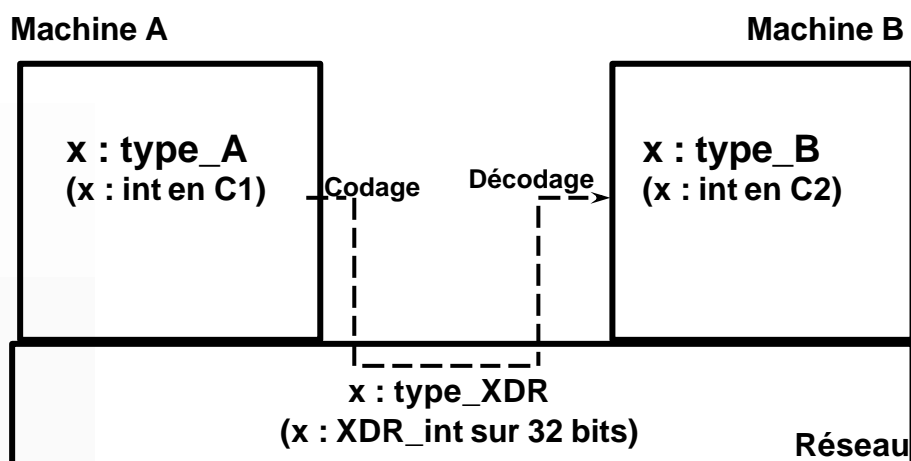 Machine A
Machine B
x : type_A
(x : int en C1)
x : type_B
(x : int en C2)
Codage
Décodage
x : type_XDR
(x : XDR_int sur 32 bits)
Réseau